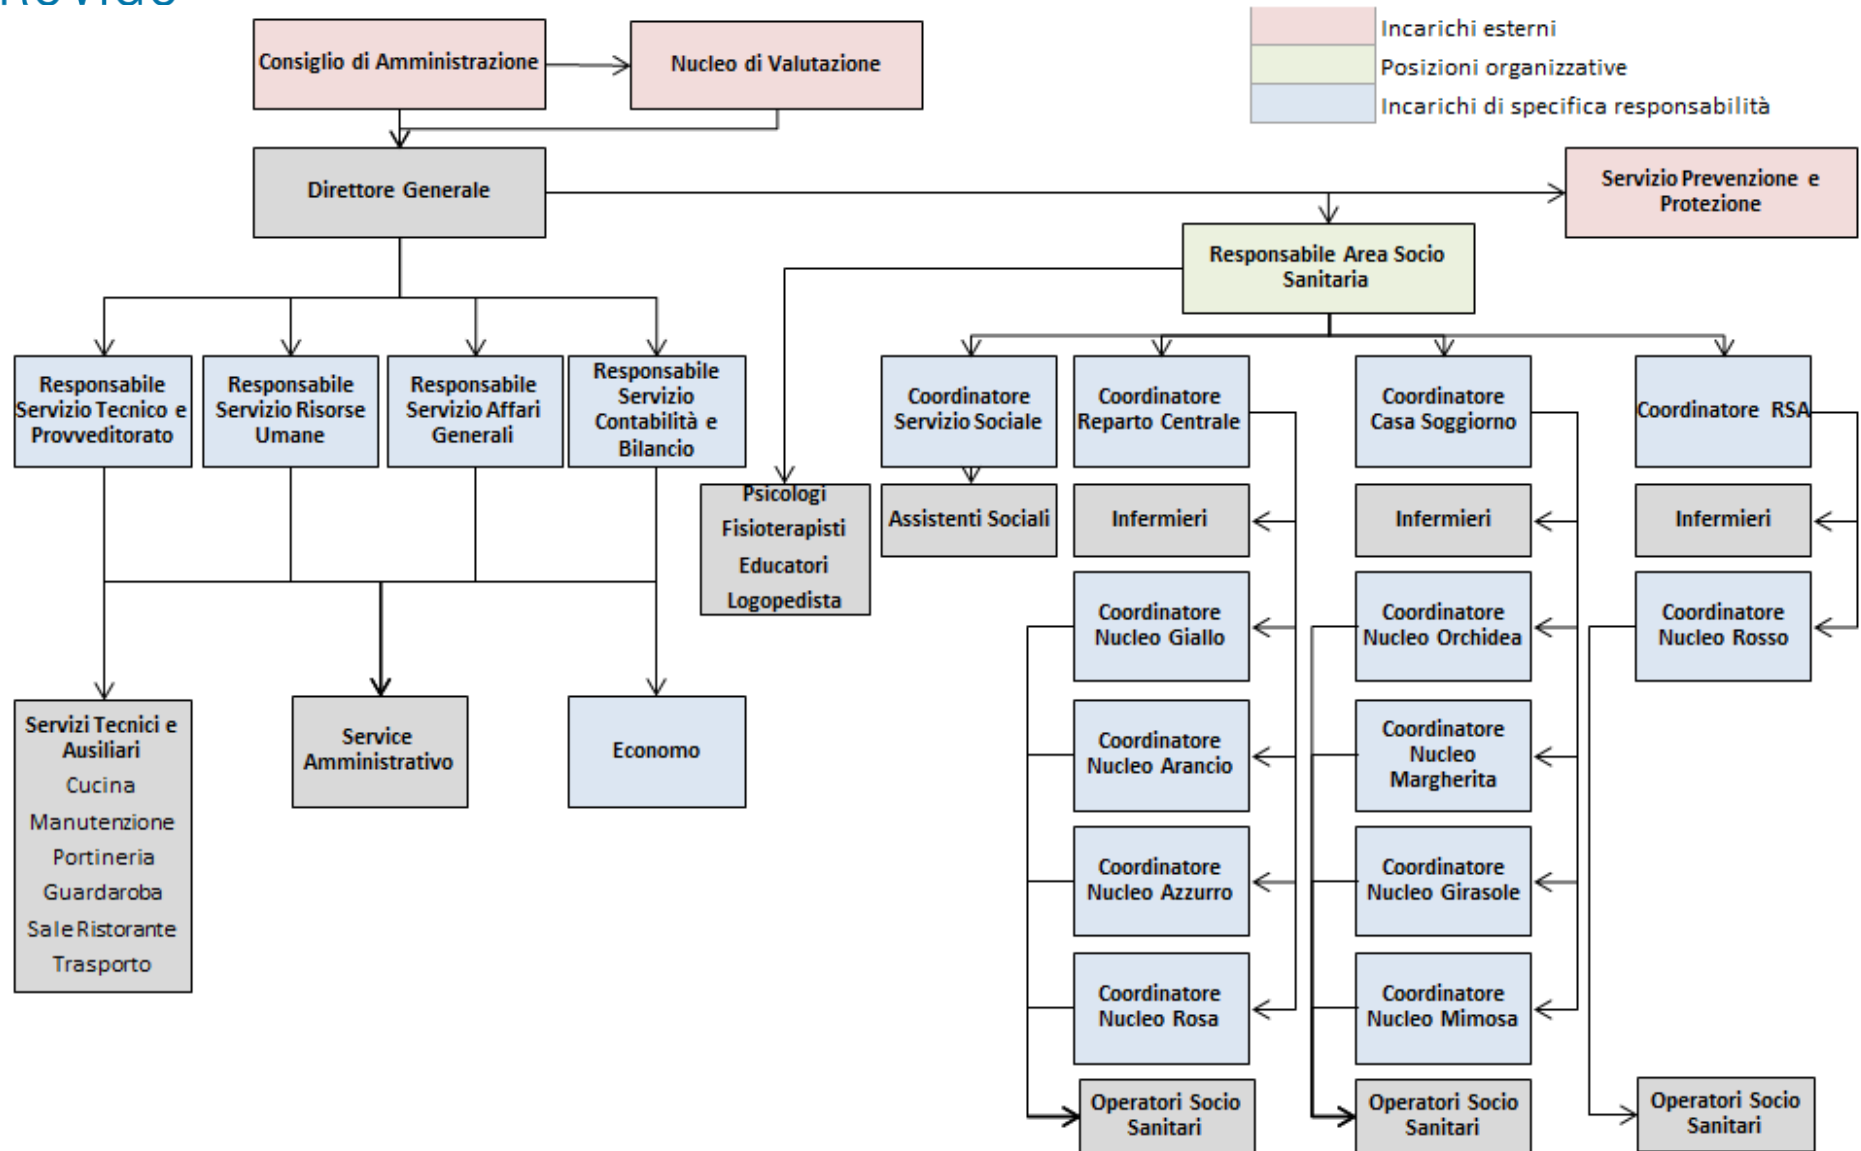 Incarichi esterni
Posizioni organizzative
Incarichi di specifica responsabilità
Consiglio di Amministrazione
Nucleo di Valutazione
Direttore Generale
Servizio Prevenzione e
Protezione
Responsabile Area Socio
Sanitaria
Responsabile
Servizio Tecnico e
Provveditorato
Responsabile
Servizio Risorse
Umane
Responsabile
Servizio Affari
Generali
Responsabile
Servizio
Contabilità e
Bilancio
Coordinatore
Servizio Sociale
Coordinatore
Reparto Centrale
Coordinatore
Casa Soggiorno
Coordinatore RSA
Psicologi
Fisioterapisti
Educatori
Logopedista
Assistenti Sociali
Infermieri
Infermieri
Infermieri
Coordinatore
Nucleo Giallo
Coordinatore
Nucleo Orchidea
Coordinatore
Nucleo Rosso
Servizi Tecnici e
Ausiliari
Cucina
Manutenzione
Portineria
Guardaroba
Sale Ristorante
Trasporto
Service
Amministrativo
Economo
Coordinatore
Nucleo Arancio
Coordinatore
Nucleo
Margherita
Coordinatore
Nucleo Azzurro
Coordinatore
Nucleo Girasole
Coordinatore
Nucleo Rosa
Coordinatore
Nucleo Mimosa
Operatori Socio
Sanitari
Operatori Socio
Sanitari
Operatori Socio
Sanitari